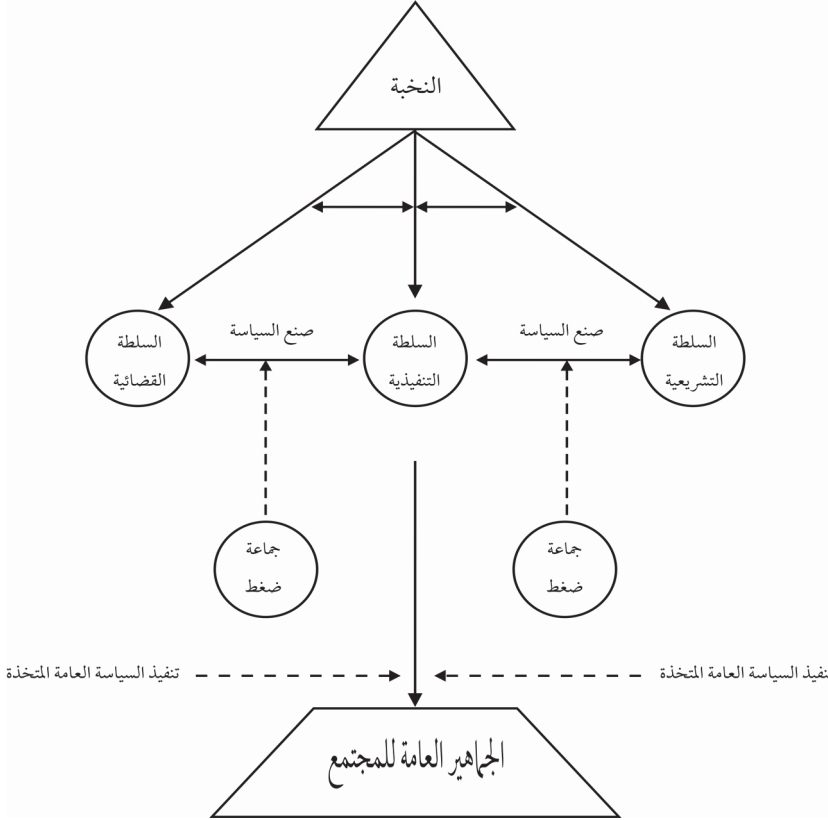 النخبة
صنع السياسة
صنع السياسة
السلطة
التشريعية
السلطة
التنفيذية
السلطة
القضائية
جماعة
ضغط
جماعة
ضغط
نفيذ السياسة العامة المتخذة
تنفيذ السياسة العامة المتخذة
الجماهير العامة للمجتمع